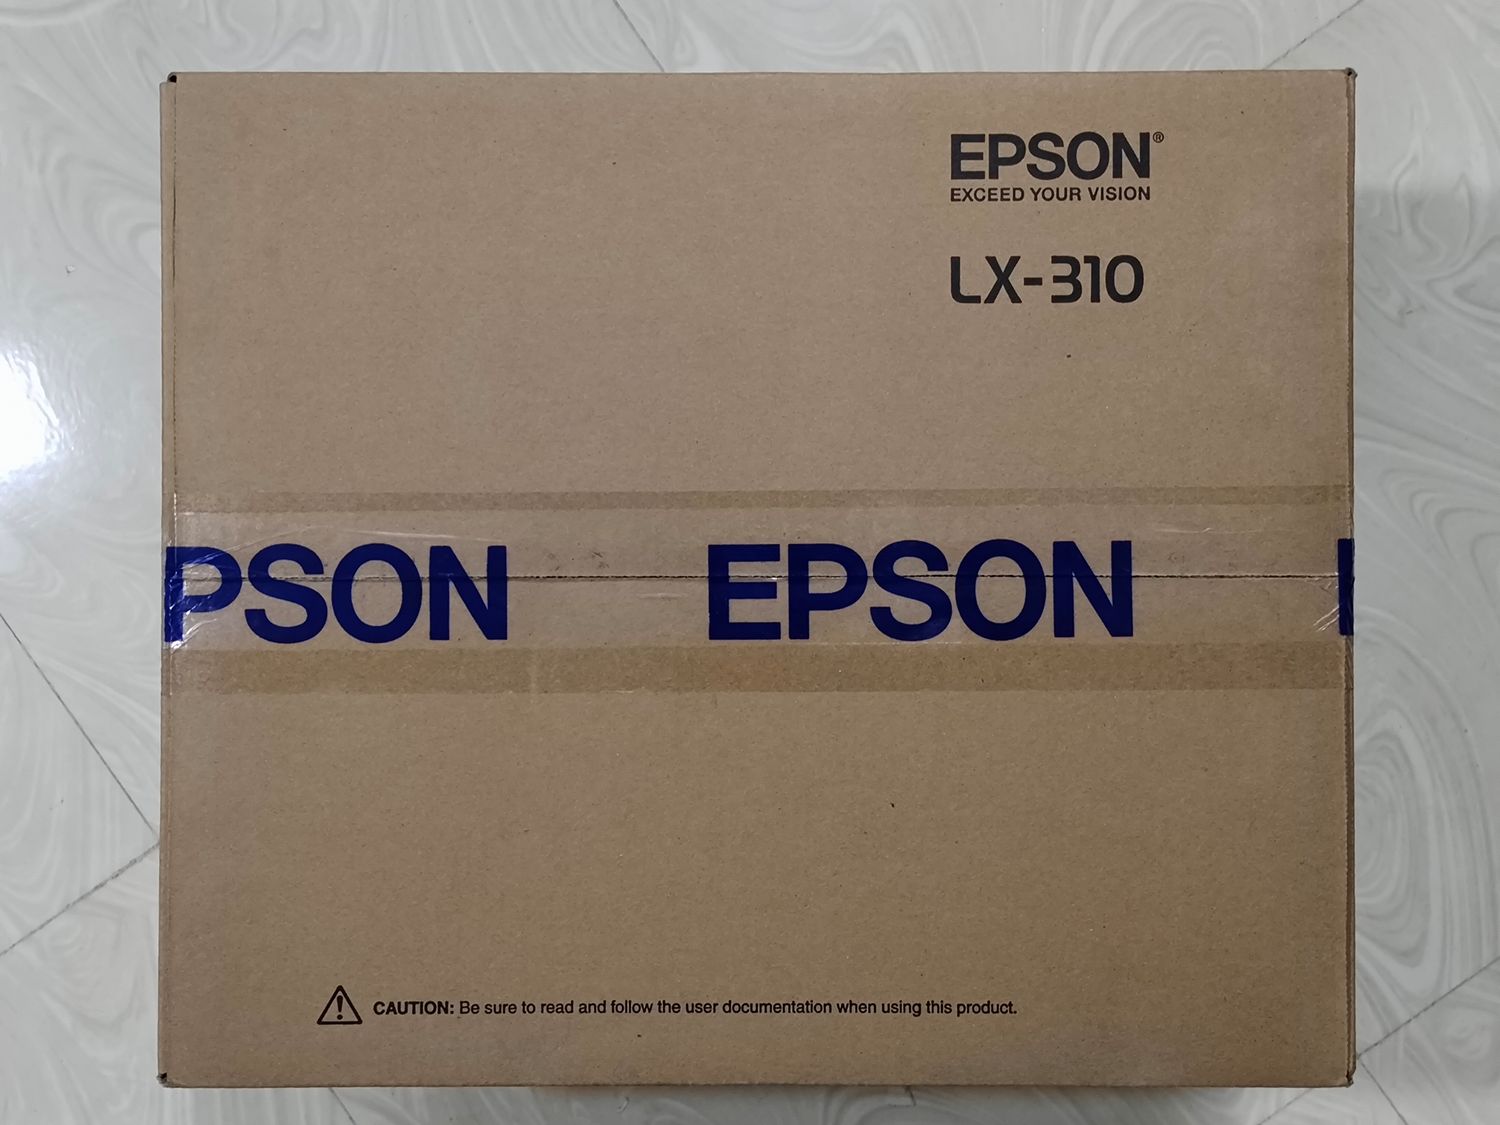 EPSON®
EXCEED YOUR VISION
LX-310
PSON EPSON
CAUTION: Be sure to read and follow the user documentation when using this product.